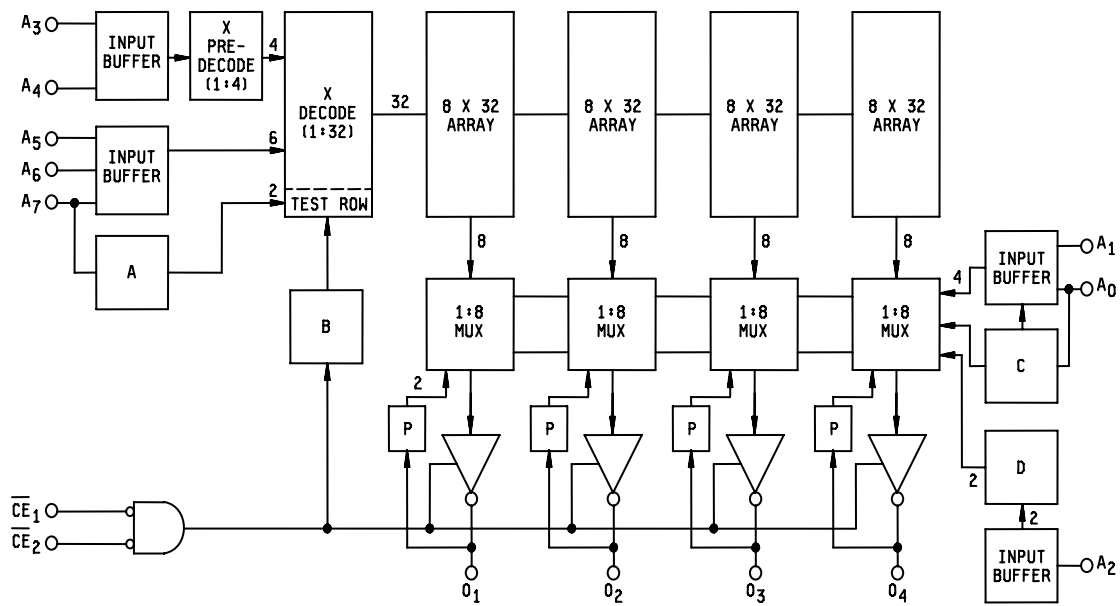 A3
A4
INPUT
BUFFER
X
PRE-
DECODE
(1:4)
4
X
DECODE
(1:32)
32
8 X 32
ARRAY
8 X 32
ARRAY
8 X 32
ARRAY
8 X 32
ARRAY
A5
A6
A7
INPUT
BUFFER
6
2
TEST ROW
A
B
8
8
8
8
1:8
MUX
1:8
MUX
1:8
MUX
1:8
MUX
4
INPUT
BUFFER
A1
A0
C
2
P
P
P
P
D
2
2
INPUT
BUFFER
A2
C̅E̅1
C̅E̅2
O1
O2
O3
O4